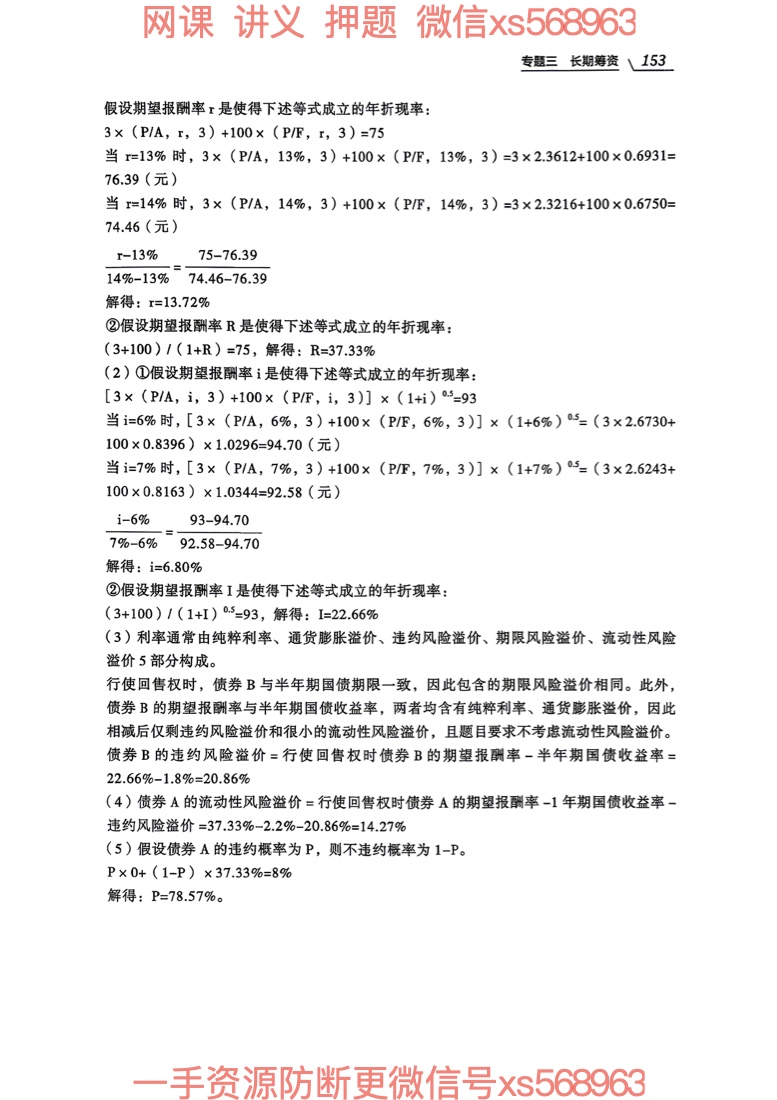 网课 讲义 押题 微信xs568963
专题三 长期筹资 153
假设期望报酬率 r 是使得下述等式成立的年折现率：
3×（P/A，r，3）+100×（P/F，r，3）=75
当 r=13% 时，3×（P/A，13%，3）+100×（P/F，13%，3）=3×2.3612+100×0.6931=
76.39（元）
当 r=14% 时，3×（P/A，14%，3）+100×（P/F，14%，3）=3×2.3216+100×0.6750=
74.46（元）
r-13% 75-76.39
=
14%-13% 74.46-76.39
解得：r=13.72%
②假设期望报酬率 R 是使得下述等式成立的年折现率：
（3+100）/（1+R）=75，解得：R=37.33%
（2）①假设期望报酬率 i 是使得下述等式成立的年折现率：
［3×（P/A，i，3）+100×（P/F，i，3）］×（1+i）0.5=93
当 i=6% 时，［3×（P/A，6%，3）+100×（P/F，6%，3）］×（1+6%）0.5=（3×2.6730+
100×0.8396）×1.0296=94.70（元）
当 i=7% 时，［3×（P/A，7%，3）+100×（P/F，7%，3）］×（1+7%）0.5=（3×2.6243+
100×0.8163）×1.0344=92.58（元）
i-6% 93-94.70
=
7%-6% 92.58-94.70
解得：i=6.80%
②假设期望报酬率 I 是使得下述等式成立的年折现率：
（3+100）/（1+I）0.5=93，解得：I=22.66%
（3）利率通常由纯粹利率、通货膨胀溢价、违约风险溢价、期限风险溢价、流动性风险
溢价 5 部分构成。
行使回售权时，债券 B 与半年期国债期限一致，因此包含的期限风险溢价相同。此外，
债券 B 的期望报酬率与半年期国债收益率，两者均含有纯粹利率、通货膨胀溢价，因此
相减后仅剩违约风险溢价和很小的流动性风险溢价，且题目要求不考虑流动性风险溢价。
债券 B 的违约风险溢价 = 行使回售权时债券 B 的期望报酬率 - 半年期国债收益率 =
22.66%-1.8%=20.86%
（4）债券 A 的流动性风险溢价 = 行使回售权时债券 A 的期望报酬率 -1 年期国债收益率 -
违约风险溢价 =37.33%-2.2%-20.86%=14.27%
（5）假设债券 A 的违约概率为 P，则不违约概率为 1-P。
P×0+（1-P）×37.33%=8%
解得：P=78.57%。
一手资源防断更微信号xs568963